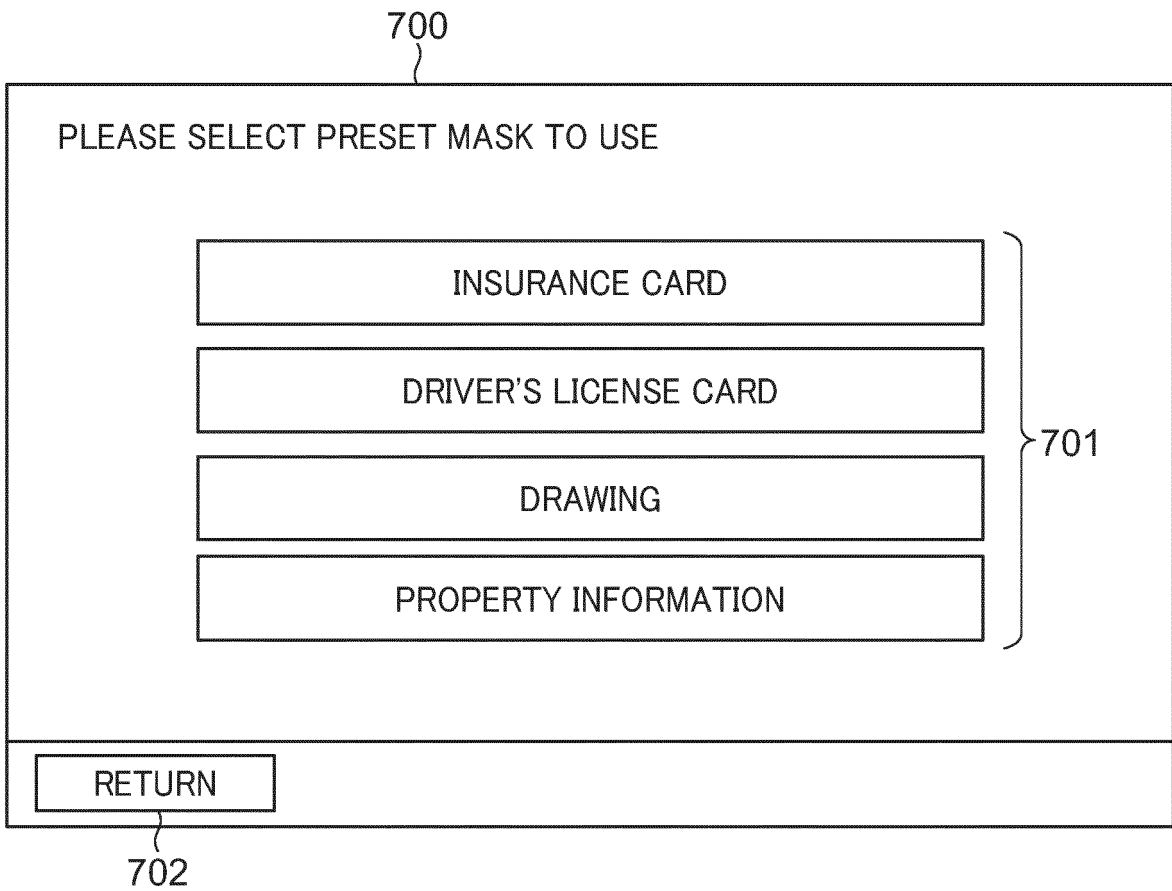 700
PLEASE SELECT PRESET MASK TO USE
INSURANCE CARD
DRIVER'S LICENSE CARD
DRAWING
PROPERTY INFORMATION
701
RETURN
702